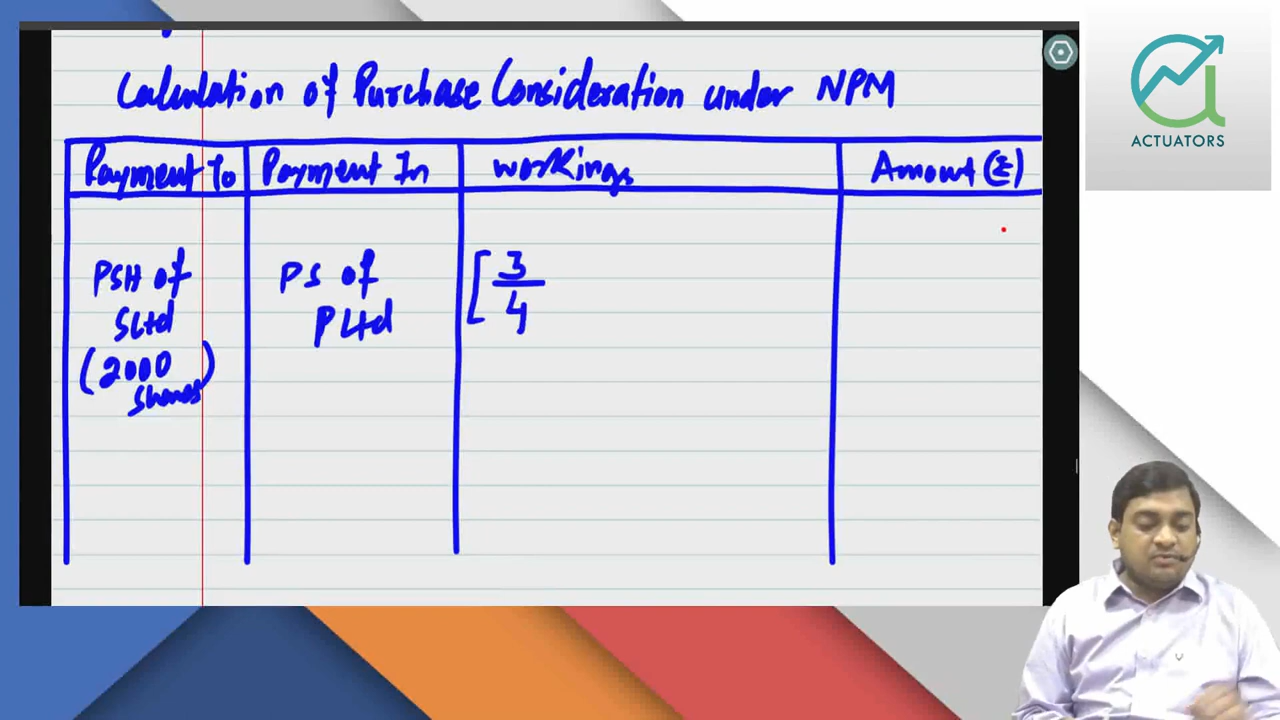 Calculation of Purchase Consideration under NPM
Payment To Payment In workings Amount (₹)
PSH of
SLtd
(2000
shares)
PS of
P Ltd
[3
4
ACTUATORS